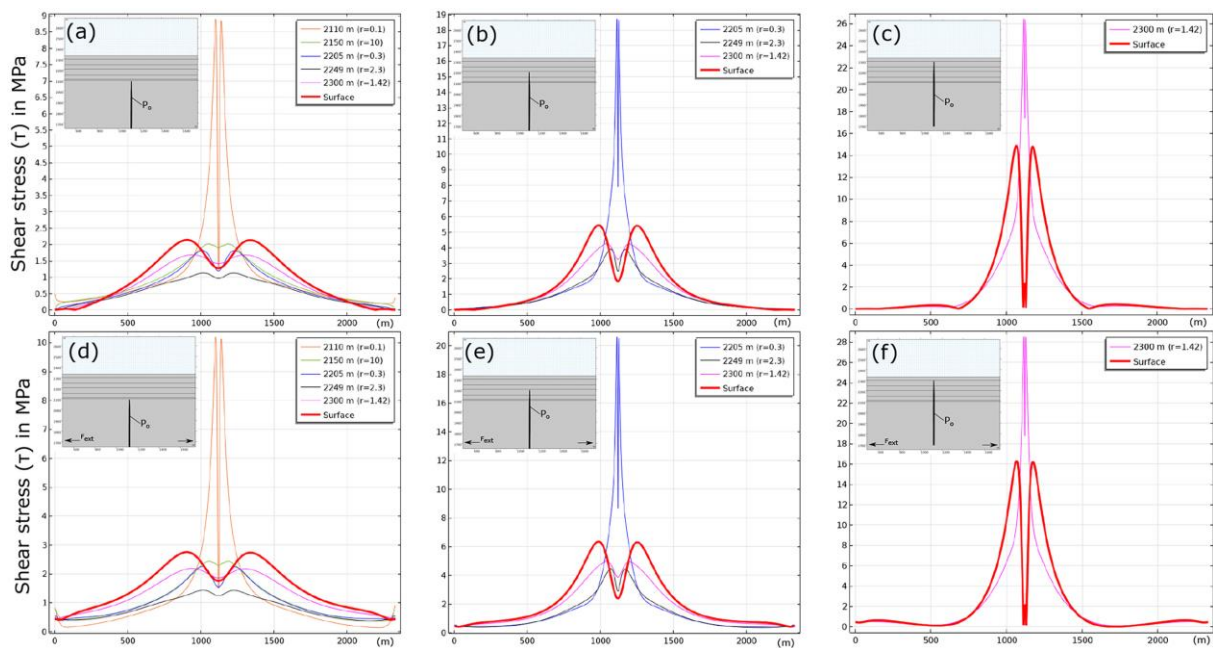 Shear stress (τ) in MPa
(a)
2110 m (r=0.1)
2150 m (r=10)
2205 m (r=0.3)
2249 m (r=2.3)
2300 m (r=1.42)
Surface
P₀
9
8.5
8
7.5
7
6.5
6
5.5
5
4.5
4
3.5
3
2.5
2
1.5
1
0.5
0
0 500 1000 1500 2000 (m)
(b)
2205 m (r=0.3)
2249 m (r=2.3)
2300 m (r=1.42)
Surface
P₀
19
18
17
16
15
14
13
12
11
10
9
8
7
6
5
4
3
2
1
0
0 500 1000 1500 2000 (m)
(c)
2300 m (r=1.42)
Surface
P₀
26
24
22
20
18
16
14
12
10
8
6
4
2
0
0 500 1000 1500 2000 (m)
Shear stress (τ) in MPa
(d)
2110 m (r=0.1)
2150 m (r=10)
2205 m (r=0.3)
2249 m (r=2.3)
2300 m (r=1.42)
Surface
P₀
Fext
10
9
8
7
6
5
4
3
2
1
0
0 500 1000 1500 2000 (m)
(e)
2205 m (r=0.3)
2249 m (r=2.3)
2300 m (r=1.42)
Surface
P₀
Fext
20
18
16
14
12
10
8
6
4
2
0
0 500 1000 1500 2000 (m)
(f)
2300 m (r=1.42)
Surface
P₀
Fext
28
26
24
22
20
18
16
14
12
10
8
6
4
2
0
0 500 1000 1500 2000 (m)